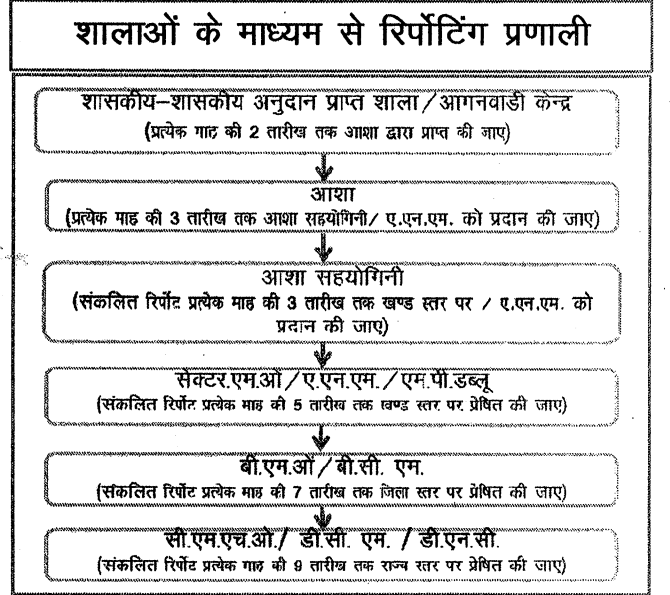 शालाओं के माध्यम से रिर्पोटिंग प्रणाली
शासकीय–शासकीय अनुदान प्राप्त शाला/आगनवाडी केन्द्र
(प्रत्येक माह की 2 तारीख तक आशा द्वारा प्राप्त की जाए)
आशा
(प्रत्येक माह की 3 तारीख तक आशा सहयोगिनी/ ए.एन.एम. को प्रदान की जाए)
आशा सहयोगिनी
(संकलित रिर्पोट प्रत्येक माह की 3 तारीख तक खण्ड स्तर पर / ए.एन.एम. को
प्रदान की जाए)
सेक्टर.एम.ओ/ए.एन.एम./एम.पी.डब्लू
(संकलित रिर्पोट प्रत्येक माह की 5 तारीख तक खण्ड स्तर पर प्रेषित की जाए)
बी.एम.ओ/बी.सी. एम.
(संकलित रिर्पोट प्रत्येक माह की 7 तारीख तक जिला स्तर पर प्रेषित की जाए)
सी.एम.एच.ओ./ डी.सी. एम. / डी.एन.सी.
(संकलित रिर्पोट प्रत्येक माह की 9 तारीख तक राज्य स्तर पर प्रेषित की जाए)